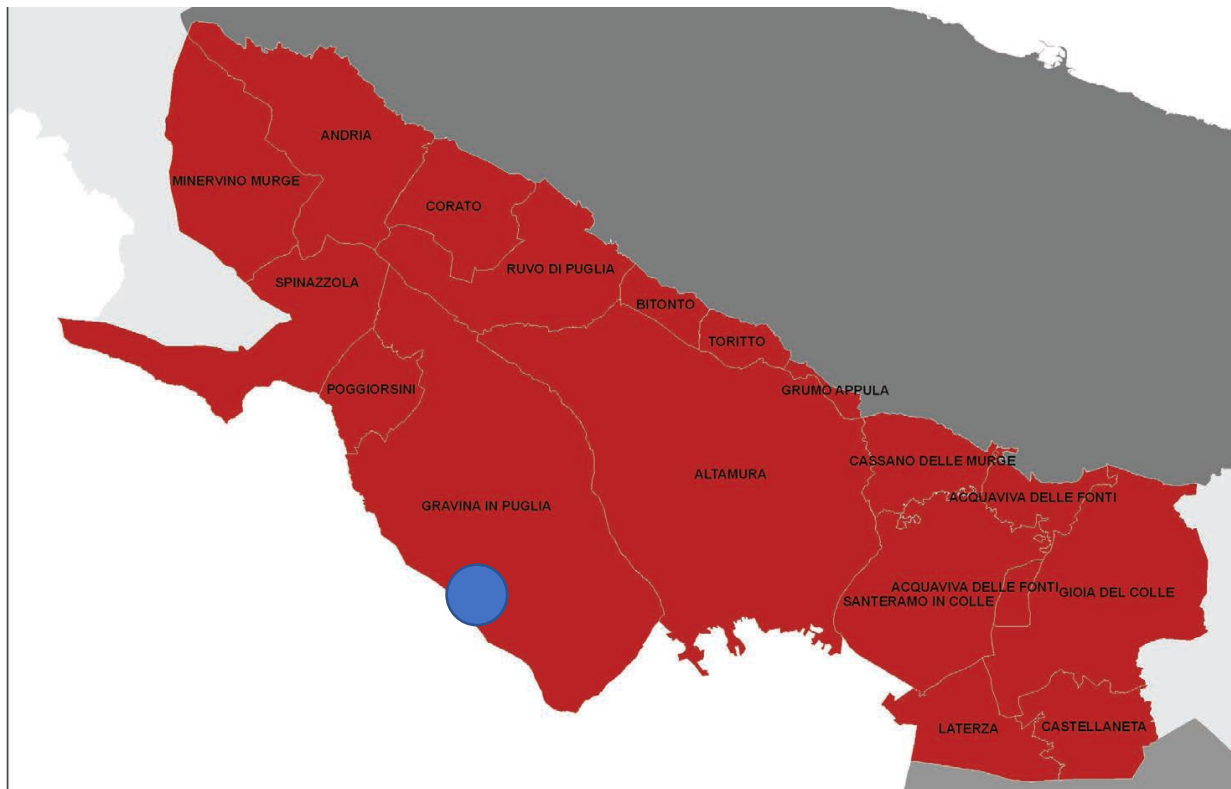 ANDRIA
MINERVINO MURGE
CORATO
RUVO DI PUGLIA
SPINAZZOLA
BITONTO
TORITTO
POGGIORSINI
GRUMO APPULA
CASSANO DELLE MURGE
ALTAMURA
ACQUAVIVA DELLE FONTI
GRAVINA IN PUGLIA
ACQUAVIVA DELLE FONTI
GIOIA DEL COLLE
SANTERAMO IN COLLE
LATERZA
CASTELLANETA